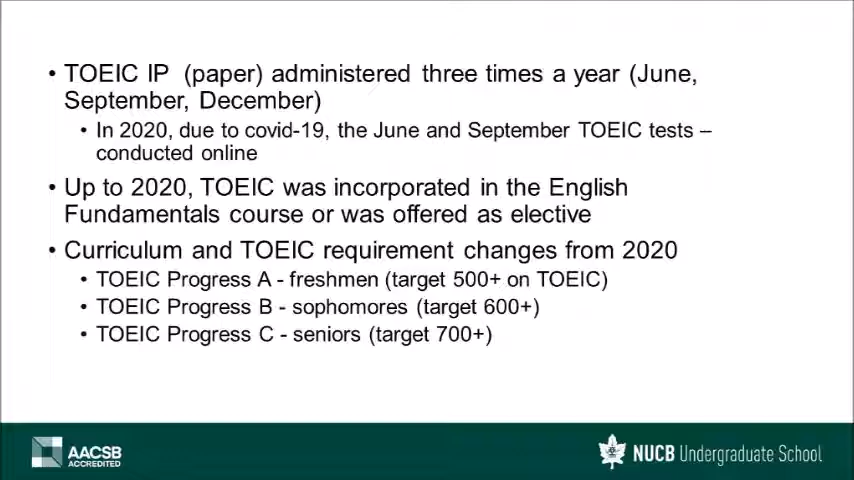 • TOEIC IP (paper) administered three times a year (June,
September, December)
• In 2020, due to covid-19, the June and September TOEIC tests –
conducted online
• Up to 2020, TOEIC was incorporated in the English
Fundamentals course or was offered as elective
• Curriculum and TOEIC requirement changes from 2020
• TOEIC Progress A - freshmen (target 500+ on TOEIC)
• TOEIC Progress B - sophomores (target 600+)
• TOEIC Progress C - seniors (target 700+)
AACSB
ACCREDITED
NUCB Undergraduate School